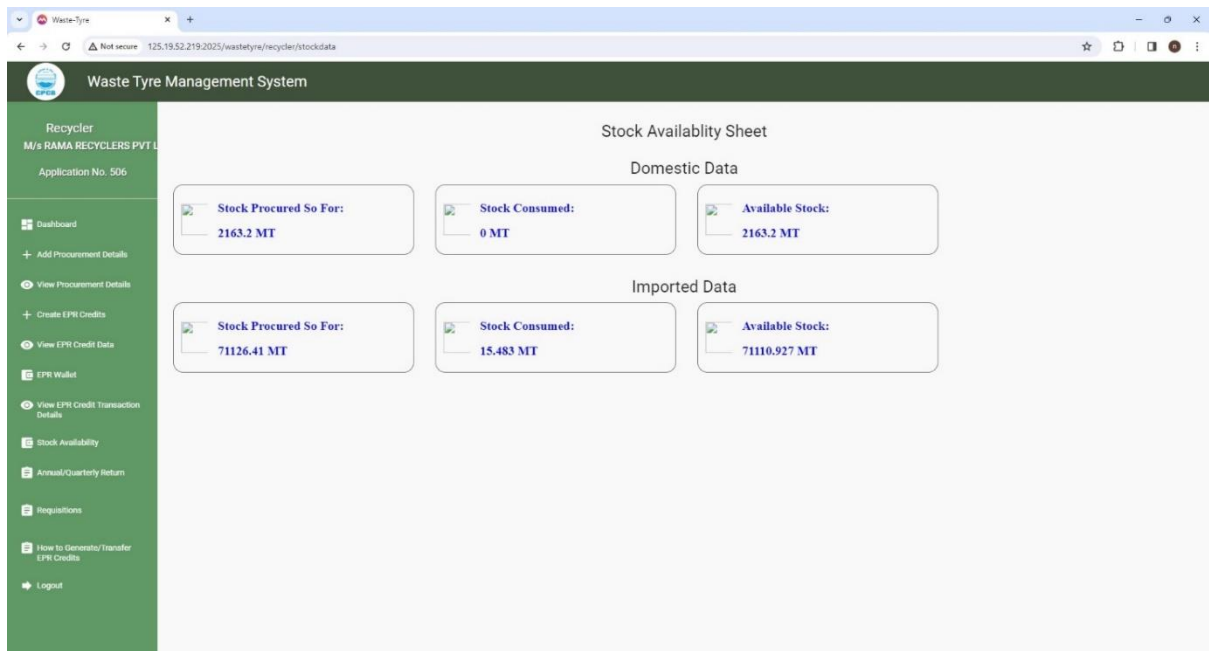 Waste-Tyre
Not secure 125.19.52.219:2025/wastetyre/recycler/stockdata
Waste Tyre Management System
Recycler
M/s RAMA RECYCLERS PVT L
Application No. 506
Dashboard
Add Procurement Details
View Procurement Details
Create EPR Credits
View EPR Credit Data
EPR Wallet
View EPR Credit Transaction
Details
Stock Availability
Annual/Quarterly Return
Requisitions
How to Generate/Transfer
EPR Credits
Logout
Stock Availablity Sheet
Domestic Data
Stock Procured So For:
2163.2 MT
Stock Consumed:
0 MT
Available Stock:
2163.2 MT
Imported Data
Stock Procured So For:
71126.41 MT
Stock Consumed:
15.483 MT
Available Stock:
71110.927 MT